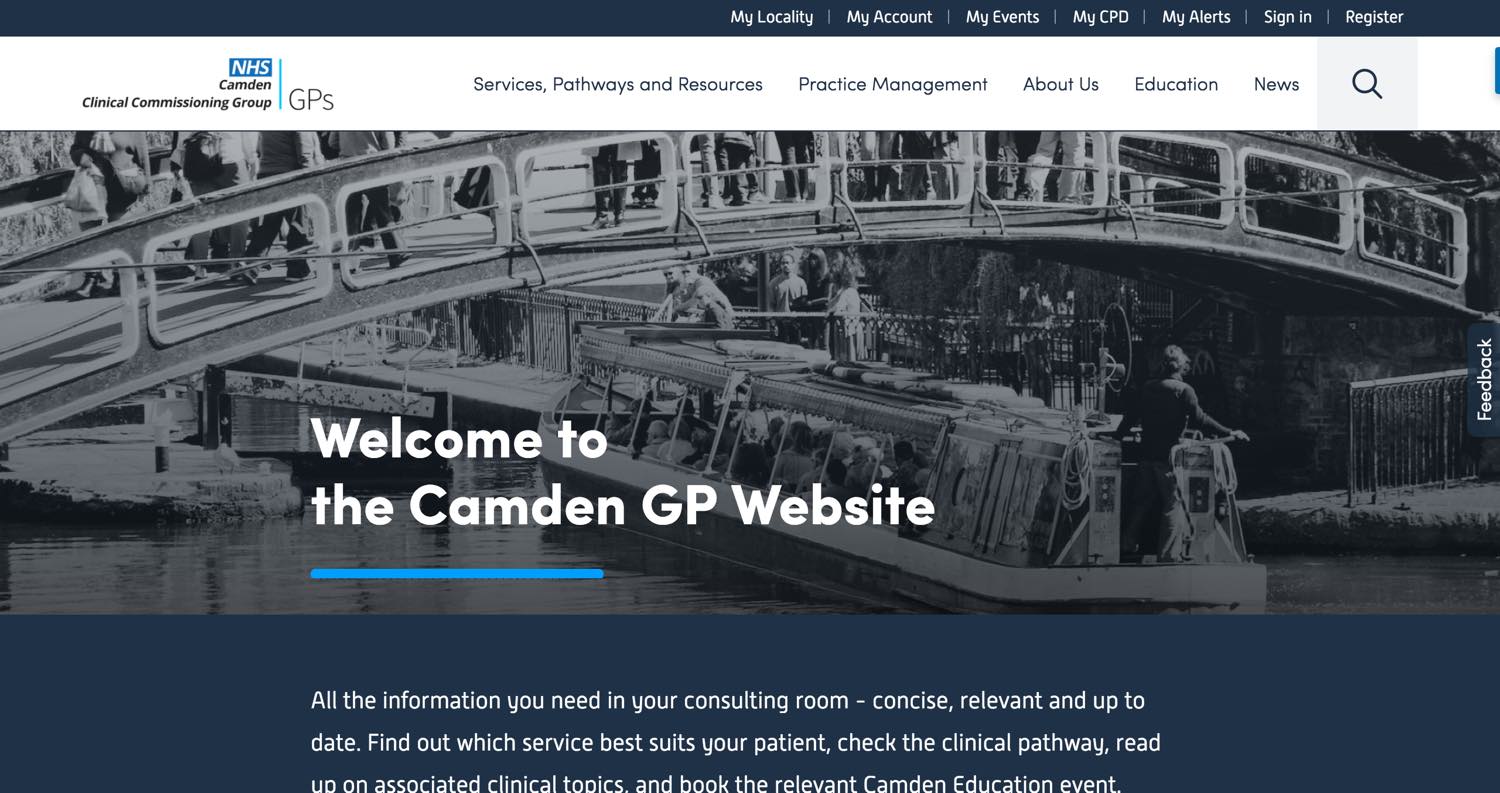 My Locality | My Account | My Events | My CPD | My Alerts | Sign in | Register
NHS
Camden
Clinical Commissioning Group
GPs
Services, Pathways and Resources Practice Management About Us Education News
Feedback
Welcome to
the Camden GP Website
All the information you need in your consulting room - concise, relevant and up to
date. Find out which service best suits your patient, check the clinical pathway, read
up on associated clinical topics, and book the relevant Camden Education event.